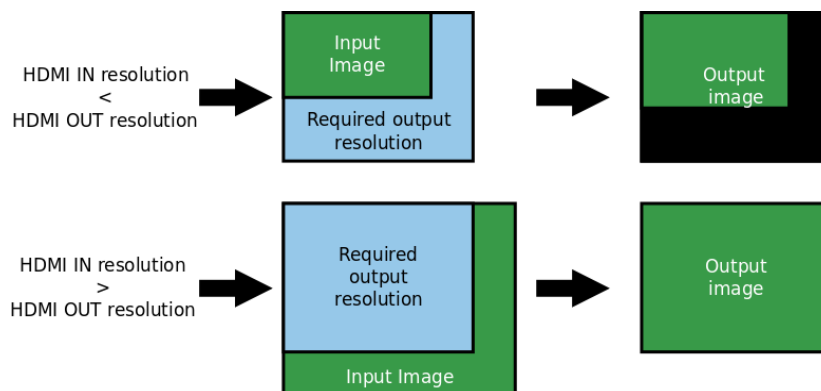 HDMI IN resolution
<
HDMI OUT resolution
Input
Image
Required output
resolution
Output
image
HDMI IN resolution
>
HDMI OUT resolution
Required
output
resolution
Input Image
Output
image